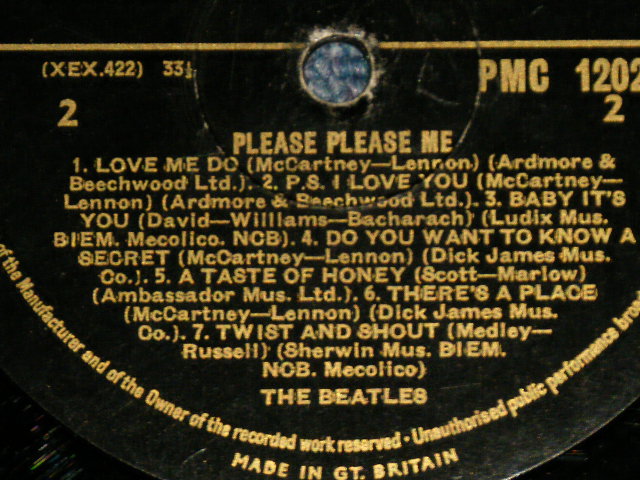 (XEX.422) 33⅓
PMC 1202
2
2
PLEASE PLEASE ME
1. LOVE ME DO (McCartney—Lennon) (Ardmore &
Beechwood Ltd.). 2. P.S. I LOVE YOU (McCartney—
Lennon) (Ardmore & Beechwood Ltd.). 3. BABY IT'S
YOU (David—Williams—Bacharach) (Ludix Mus.
BIEM. Mecolico. NCB). 4. DO YOU WANT TO KNOW A
SECRET (McCartney—Lennon) (Dick James Mus.
Co.). 5. A TASTE OF HONEY (Scott—Marlow)
(Ambassador Mus. Ltd.). 6. THERE'S A PLACE
(McCartney—Lennon) (Dick James Mus.
Co.). 7. TWIST AND SHOUT (Medley—
Russell) (Sherwin Mus. BIEM.
NCB. Mecolico)
THE BEATLES
of the Manufacturer and of the Owner of the recorded work reserved · Unauthorised public performance broa
MADE IN GT. BRITAIN